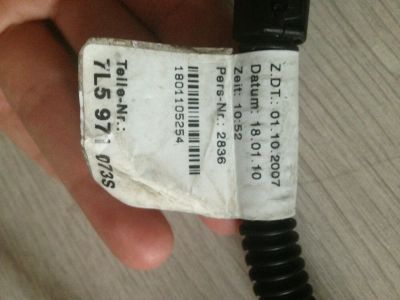 Z.DT.: 01.10.2007
Datum: 18.01.10
Zeit: 10:52
Pers-Nr.: 2836
1801105254
Teile-Nr.:
7L5 971 073S